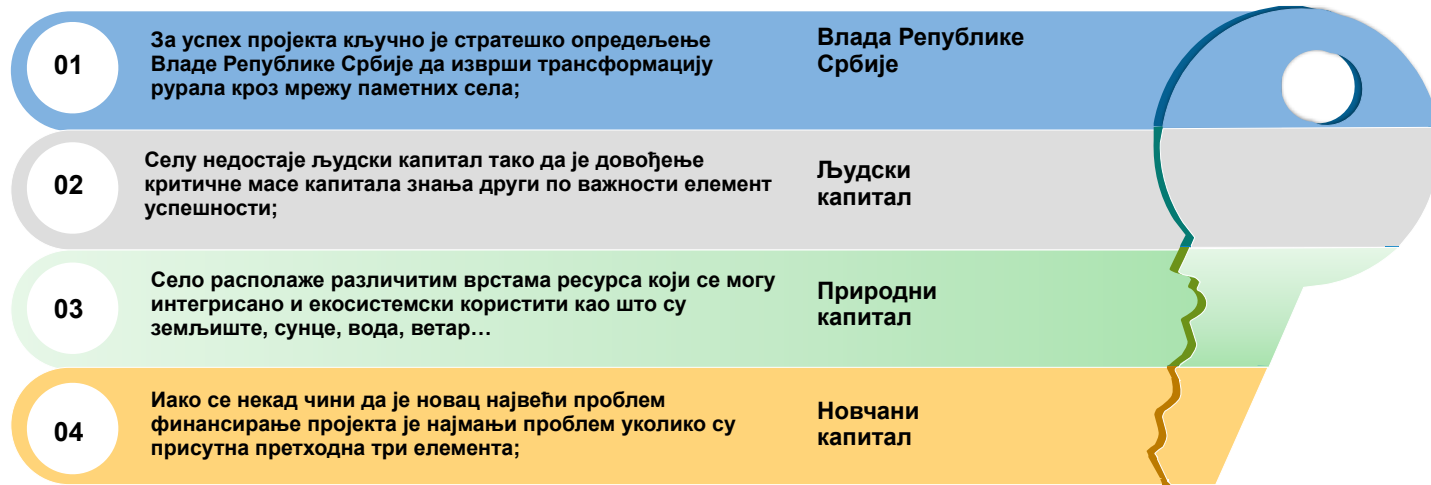 01
За успех пројекта кључно је стратешко опредељење
Владе Републике Србије да изврши трансформацију
рурала кроз мрежу паметних села;
Влада Републике
Србије
02
Селу недостаје људски капитал тако да је довођење
критичне масе капитала знања други по важности елемент
успешности;
Људски
капитал
03
Село располаже различитим врстама ресурса који се могу
интегрисано и екосистемски користити као што су
земљиште, сунце, вода, ветар…
Природни
капитал
04
Иако се некад чини да је новац највећи проблем
финансирање пројекта је најмањи проблем уколико су
присутна претходна три елемента;
Новчани
капитал